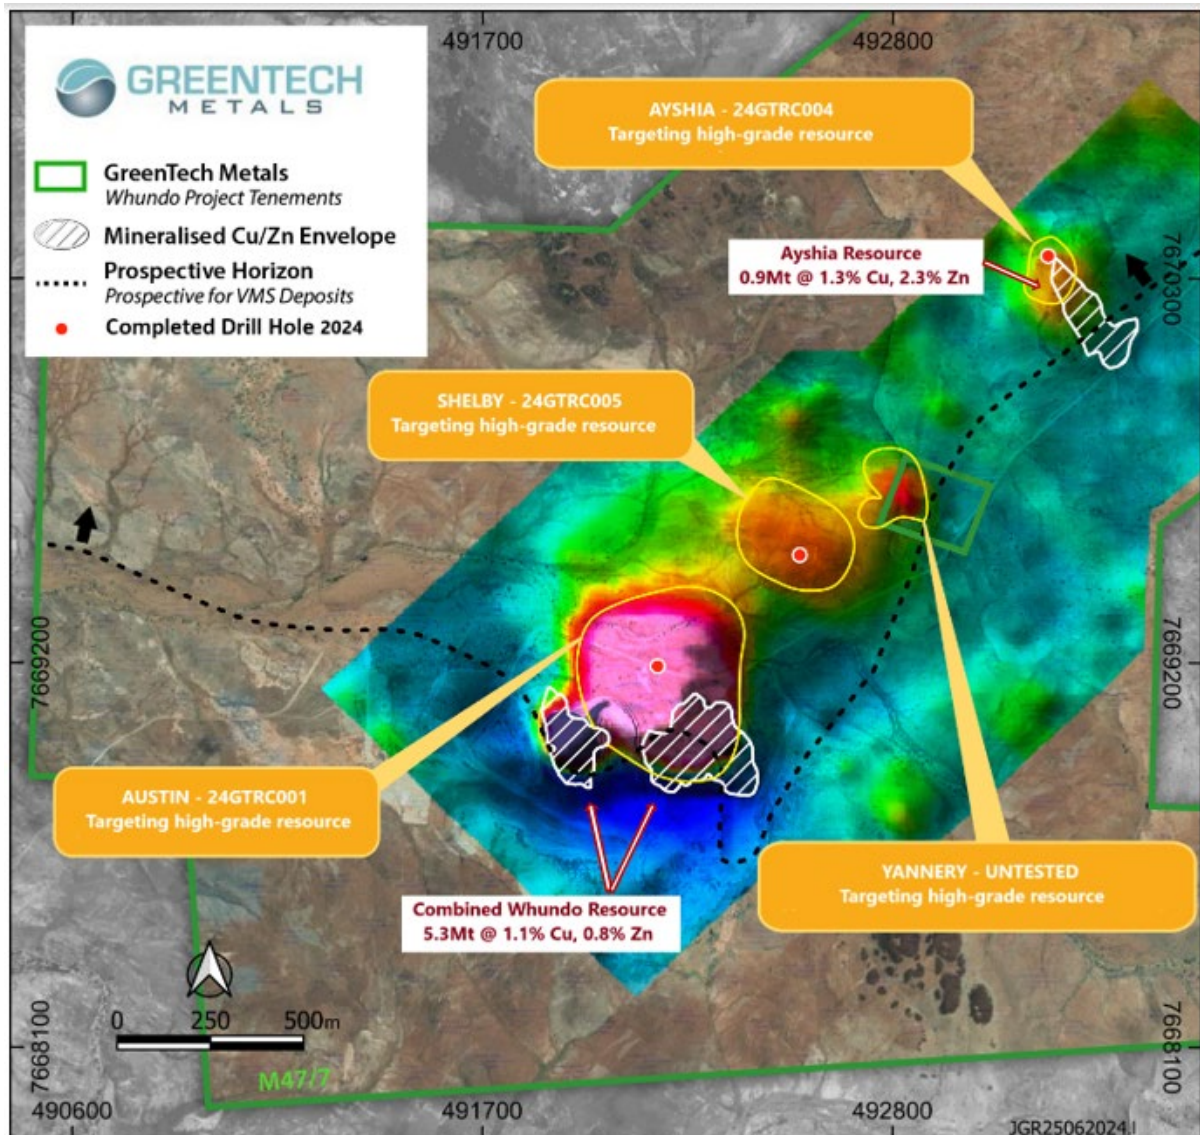 491700
492800
GREENTECH
METALS
GreenTech Metals
Whundo Project Tenements
Mineralised Cu/Zn Envelope
Prospective Horizon
Prospective for VMS Deposits
Completed Drill Hole 2024
AYSHIA - 24GTRC004
Targeting high-grade resource
Ayshia Resource
0.9Mt @ 1.3% Cu, 2.3% Zn
7670300
SHELBY - 24GTRC005
Targeting high-grade resource
7669200
7669200
AUSTIN - 24GTRC001
Targeting high-grade resource
YANNERY - UNTESTED
Targeting high-grade resource
Combined Whundo Resource
5.3Mt @ 1.1% Cu, 0.8% Zn
0 250 500m
7668100
7668100
M47/7
490600
491700
492800
JGR25062024.I